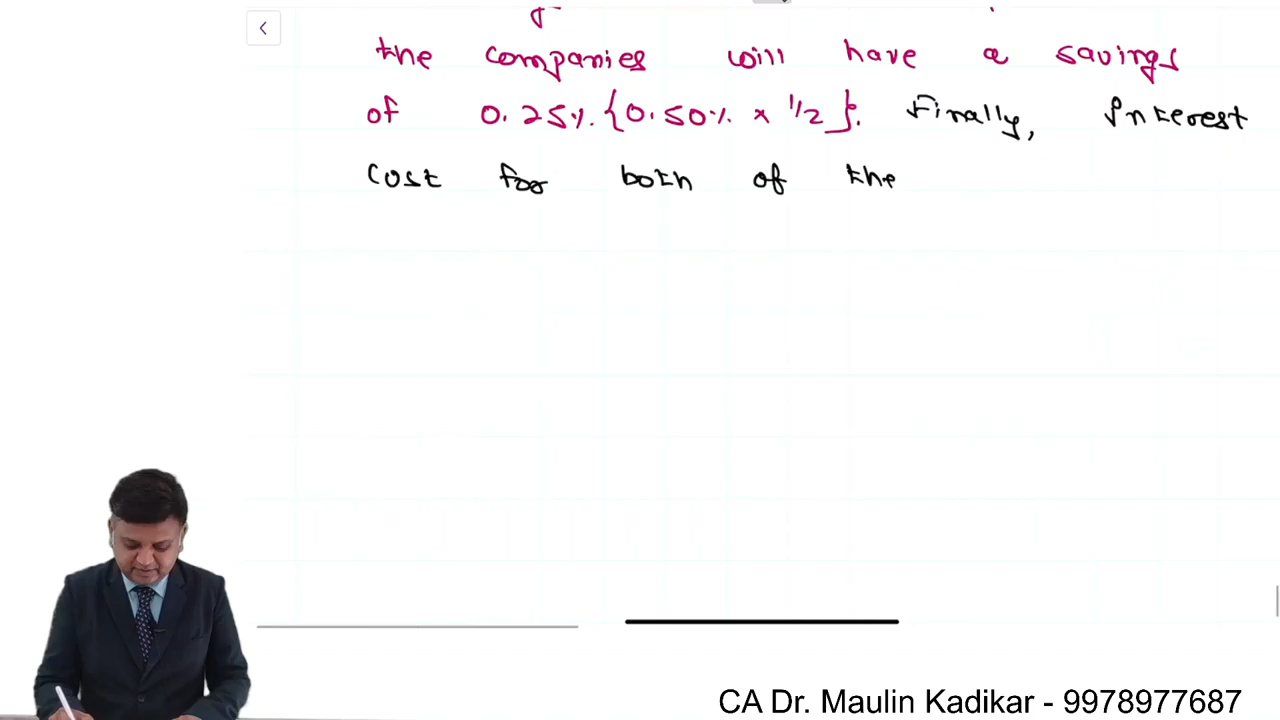 the companies will have a savings
of 0.25%. {0.50% x 1/2}. Finally, Interest
cost for both of the
CA Dr. Maulin Kadikar - 9978977687